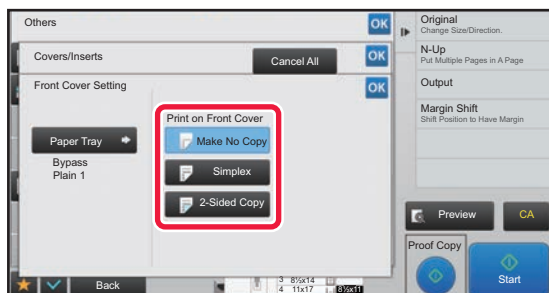 Others
OK
Covers/Inserts
Cancel All
OK
Front Cover Setting
OK
Print on Front Cover
Paper Tray
Make No Copy
Bypass
Plain 1
Simplex
2-Sided Copy
Back
3 8½x14
4 11x17
8½x11
Original
Change Size/Direction.
N-Up
Put Multiple Pages in A Page
Output
Margin Shift
Shift Position to Have Margin
Preview
CA
Proof Copy
Start